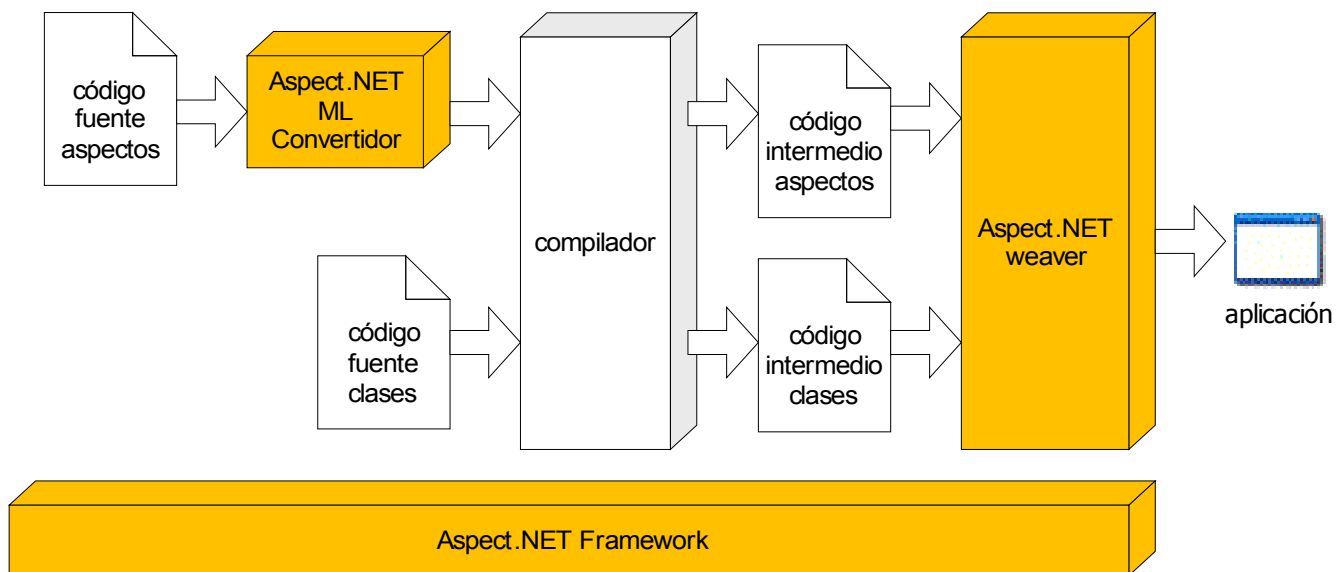 código
fuente
aspectos
Aspect.NET
ML
Convertidor
compilador
código
fuente
clases
código
intermedio
aspectos
código
intermedio
clases
Aspect.NET
weaver
aplicación
Aspect.NET Framework